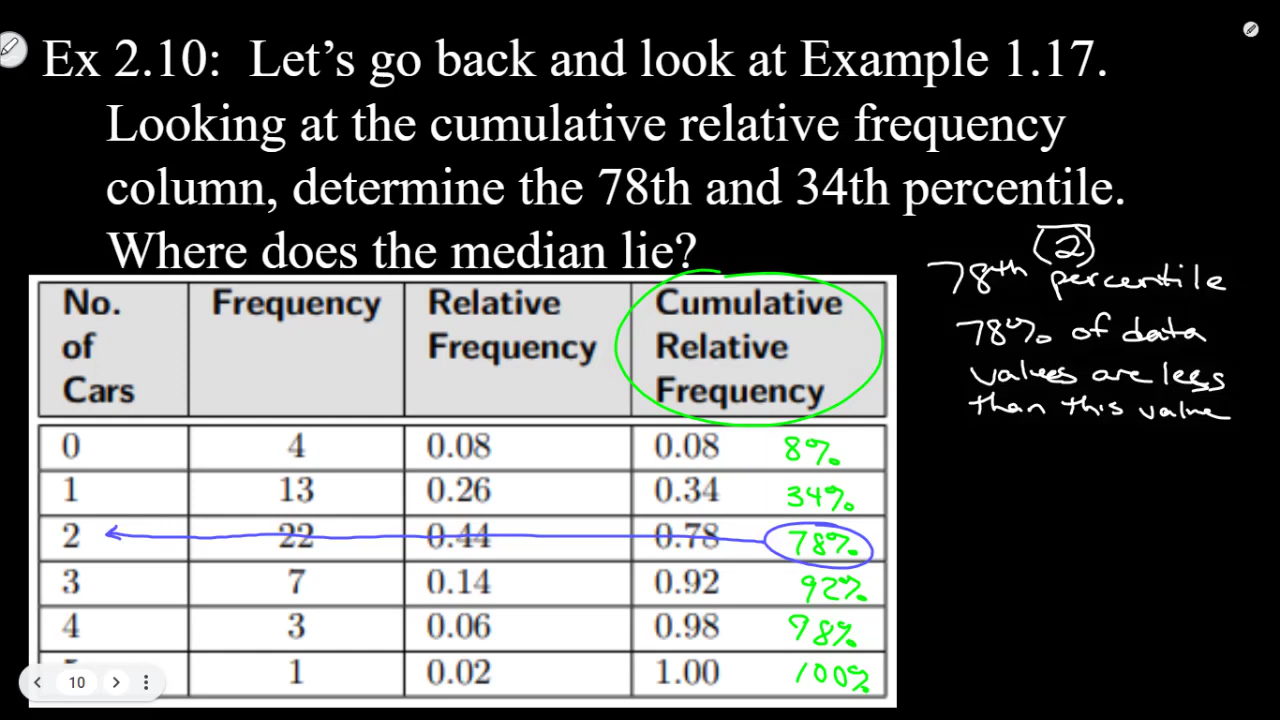 Ex 2.10: Let's go back and look at Example 1.17.
Looking at the cumulative relative frequency
column, determine the 78th and 34th percentile.
Where does the median lie?
(2)
78th percentile
78% of data
values are less
than this value
No. of Cars Frequency Relative Frequency Cumulative Relative Frequency
0 4 0.08 0.08 8%
1 13 0.26 0.34 34%
2 22 0.44 0.78 78%
3 7 0.14 0.92 92%
4 3 0.06 0.98 98%
1 0.02 1.00 100%
10